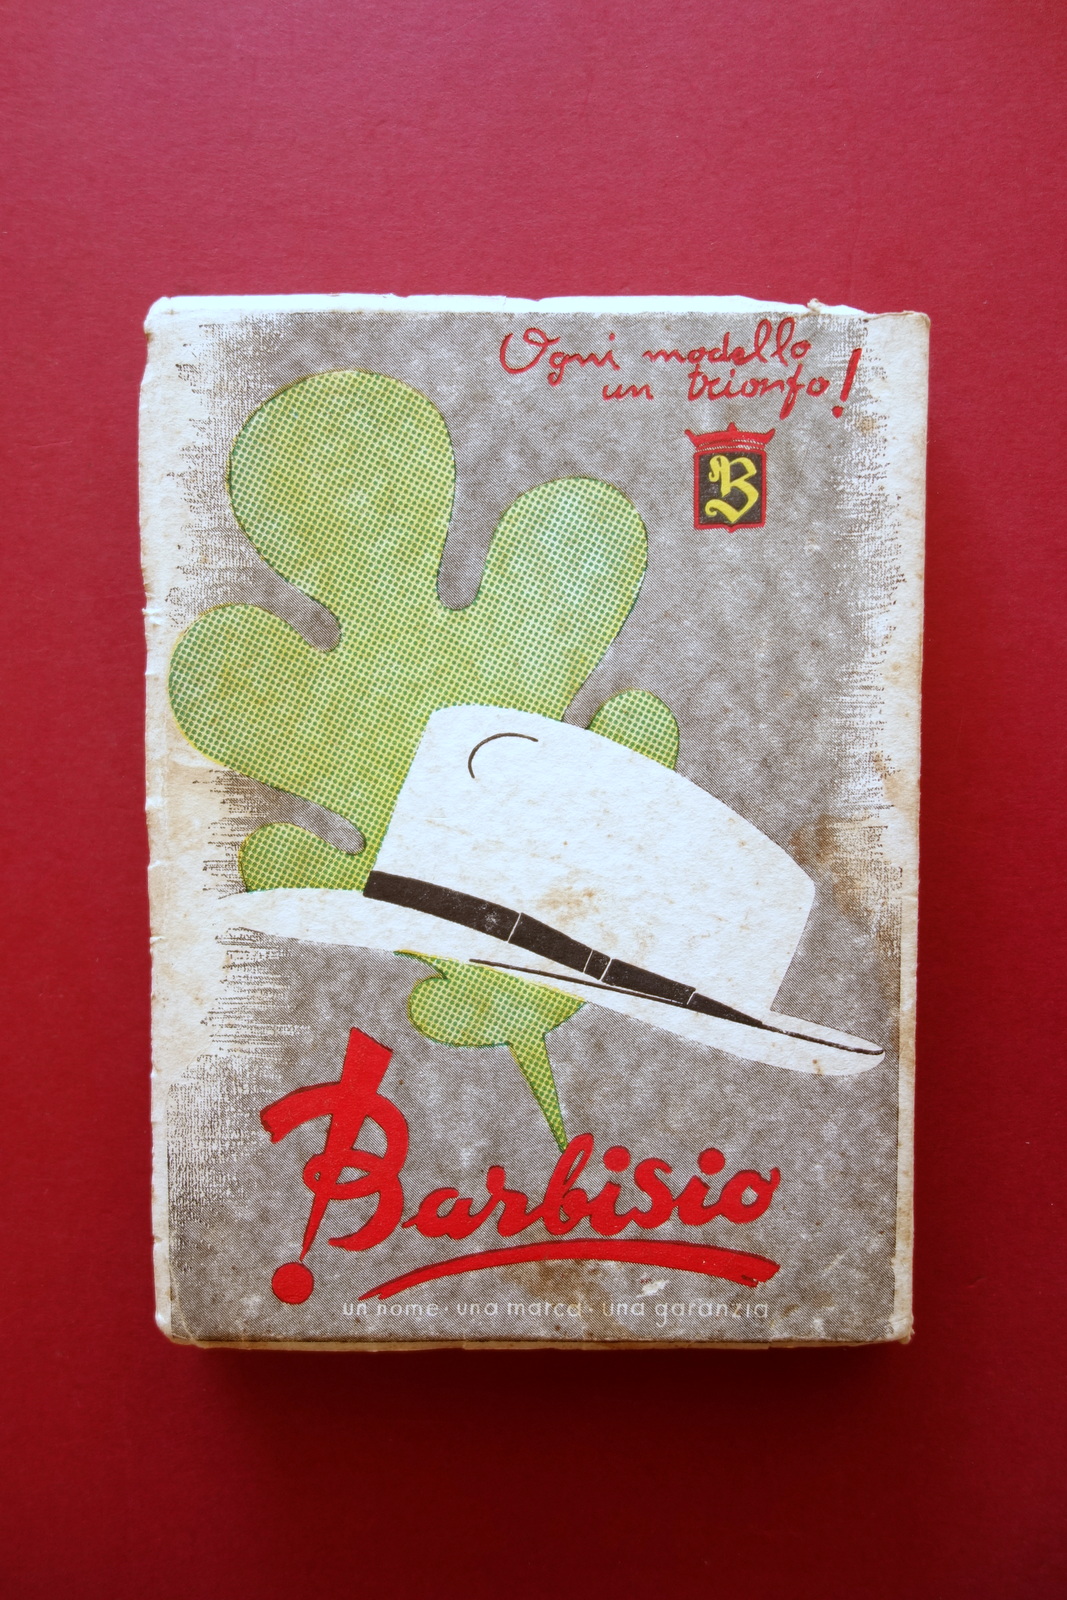 Ogni modello
un trionfo!
B
Barbisio
un nome · una marca · una garanzia